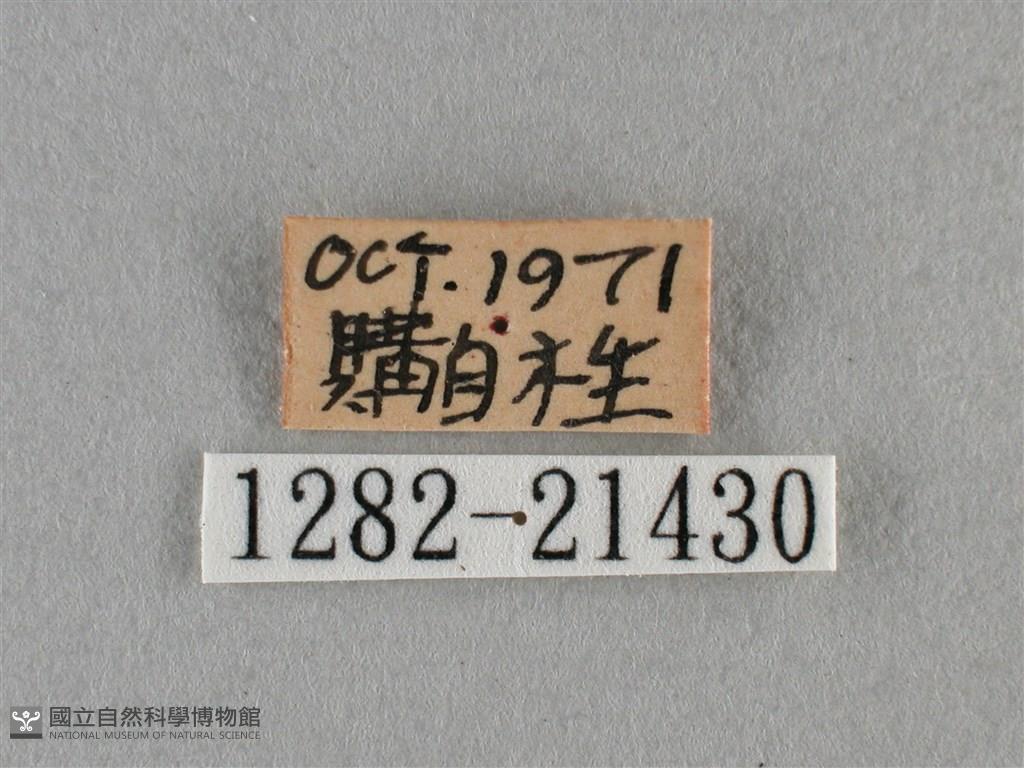 OCT. 1971
購自木生
1282-21430
國立自然科學博物館
NATIONAL MUSEUM OF NATURAL SCIENCE